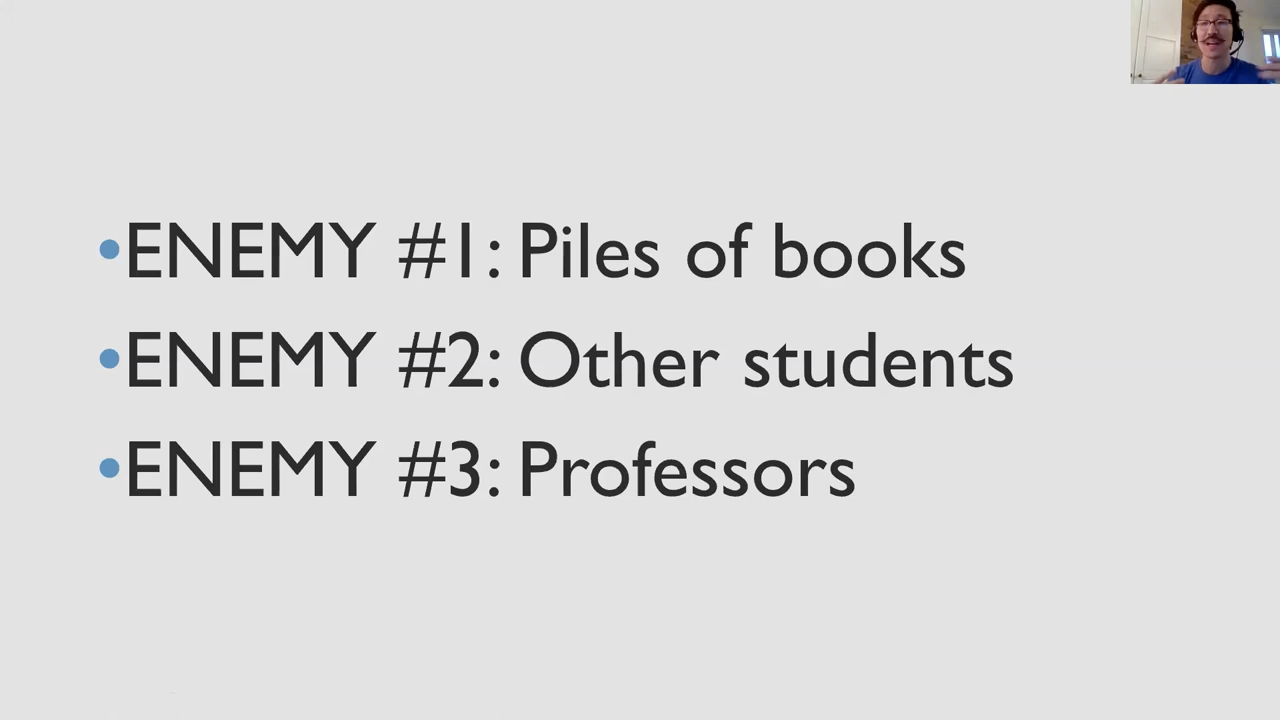 •ENEMY #1: Piles of books
•ENEMY #2: Other students
•ENEMY #3: Professors